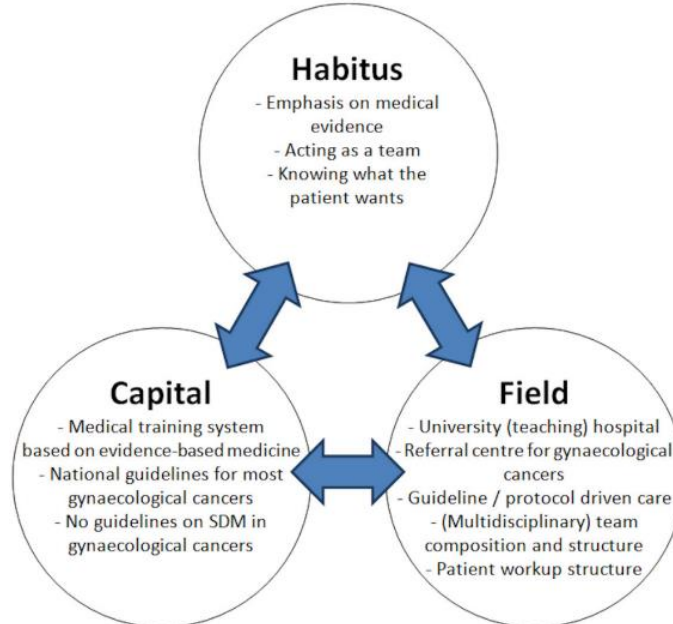 Habitus
- Emphasis on medical
evidence
- Acting as a team
- Knowing what the
patient wants
Capital
- Medical training system
based on evidence-based medicine
- National guidelines for most
gynaecological cancers
- No guidelines on SDM in
gynaecological cancers
Field
- University (teaching) hospital
- Referral centre for gynaecological
cancers
- Guideline / protocol driven care
- (Multidisciplinary) team
composition and structure
- Patient workup structure